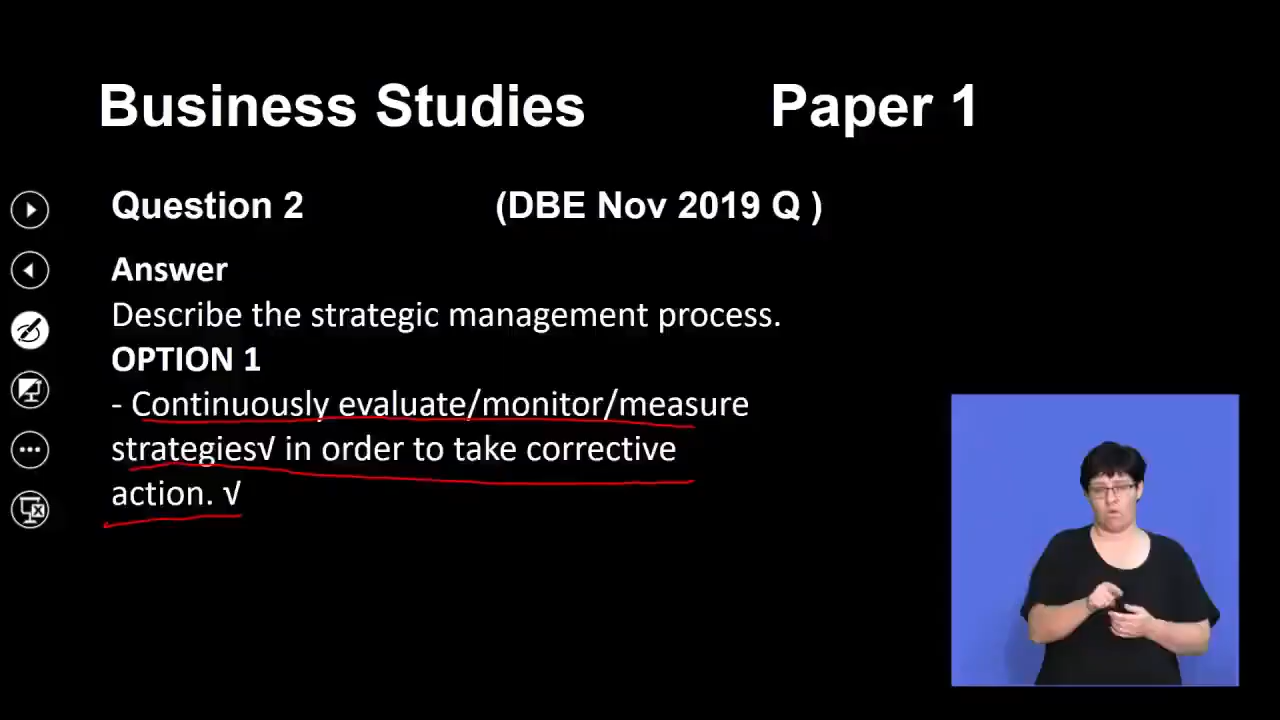 Business Studies Paper 1
Question 2 (DBE Nov 2019 Q )
Answer
Describe the strategic management process.
OPTION 1
- Continuously evaluate/monitor/measure
strategies√ in order to take corrective
action. √